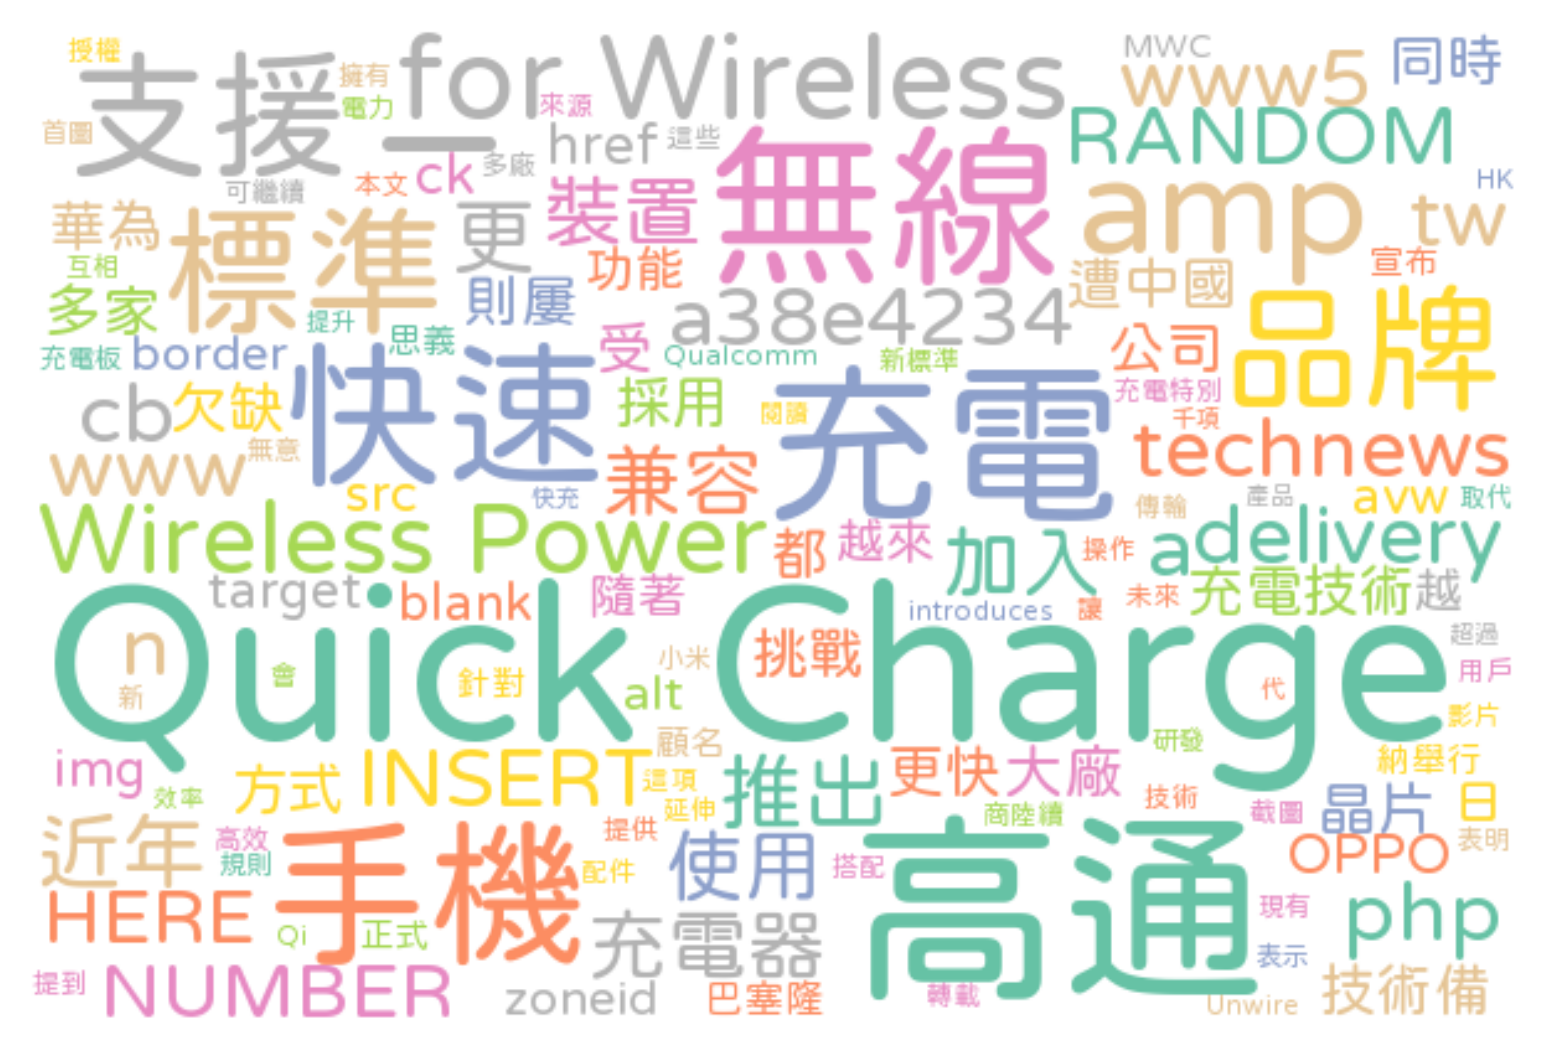 授權
支援
擁有
電力
_for Wireless
來源
MWC
www5
同時
首圖
href
這些
RANDOM
可繼續
本文
ck
多廠
無線
HK
華為
標準
更
裝置
amp
tw
互相
功能
遭中國
宣布
多家
提升
則屢
a38e4234
品牌
充電板
border
思義
受
Qualcomm
新標準
公司
cb
欠缺
快速
採用
閱讀
充電
充電特別
千項
www
無意
兼容
technews
src
快充
傳輸
產品
avw
取代
Wireless Power
都
越來
加入
操作
adelivery
target
blank
隨著
introduces
讓
未來
充電技術
越
Quick Charge
n
新
會
針對
小米
alt
挑戰
代
超過
用戶
影片
img
效率
方式
INSERT
顧名
這項
延伸
推出
更快
大廠
研發
技術
納舉行
截圖
晶片
日
近年
高效
規則
手機
提供
配件
使用
搭配
商陸續
高通
OPPO
表明
HERE
Qi
正式
充電器
現有
php
表示
提到
NUMBER
zoneid
巴塞隆
轉載
Unwire
技術備